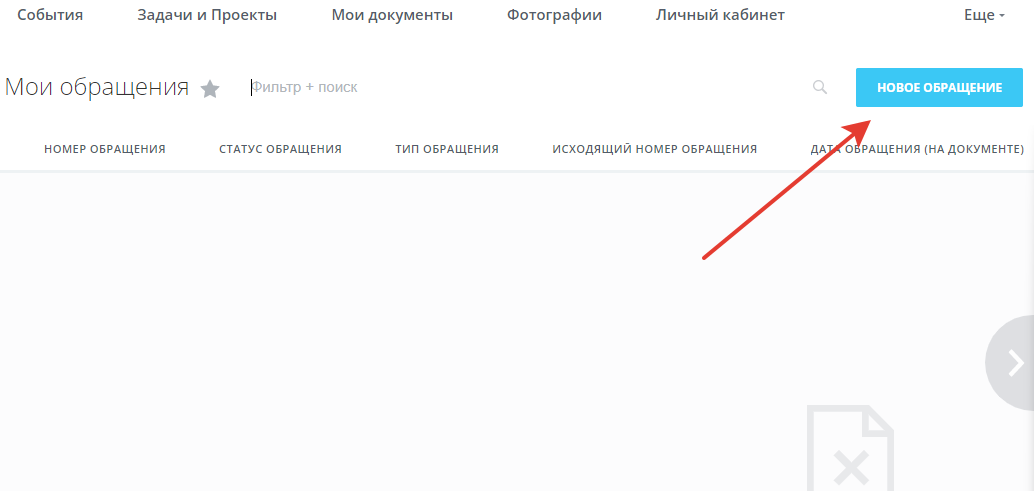 События Задачи и Проекты Мои документы Фотографии Личный кабинет Еще
Мои обращения Фильтр + поиск НОВОЕ ОБРАЩЕНИЕ
НОМЕР ОБРАЩЕНИЯ СТАТУС ОБРАЩЕНИЯ ТИП ОБРАЩЕНИЯ ИСХОДЯЩИЙ НОМЕР ОБРАЩЕНИЯ ДАТА ОБРАЩЕНИЯ (НА ДОКУМЕНТЕ)